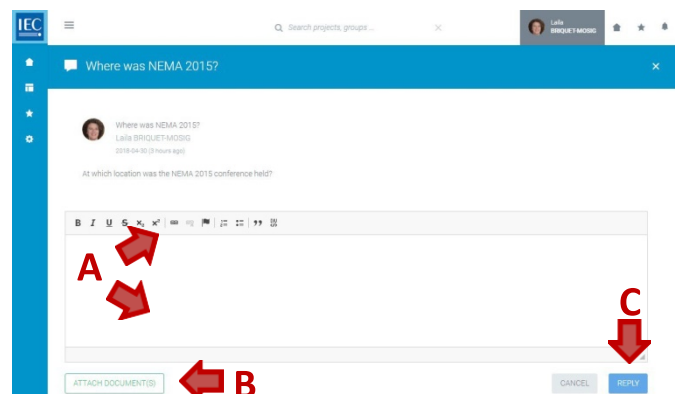 IEC
Search projects, groups ...
Laila
BRIQUET-MOSIG
Where was NEMA 2015?
Where was NEMA 2015?
Laila BRIQUET-MOSIG
2018-04-30 (3 hours ago)
At which location was the NEMA 2015 conference held?
B I U S x₂ x²
A
C
ATTACH DOCUMENT(S)
B
CANCEL
REPLY